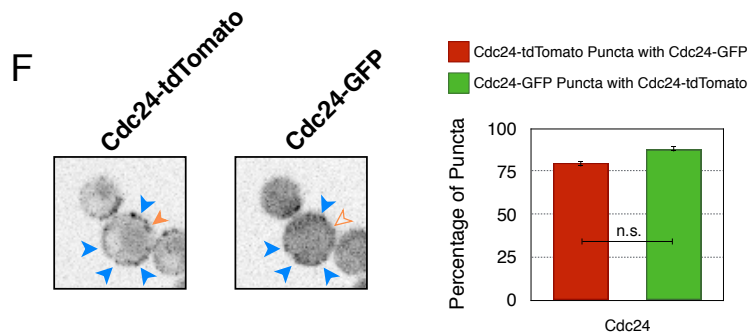 F
Cdc24-tdTomato
Cdc24-GFP
Cdc24-tdTomato Puncta with Cdc24-GFP
Cdc24-GFP Puncta with Cdc24-tdTomato
Percentage of Puncta
75
50
25
0
n.s.
Cdc24